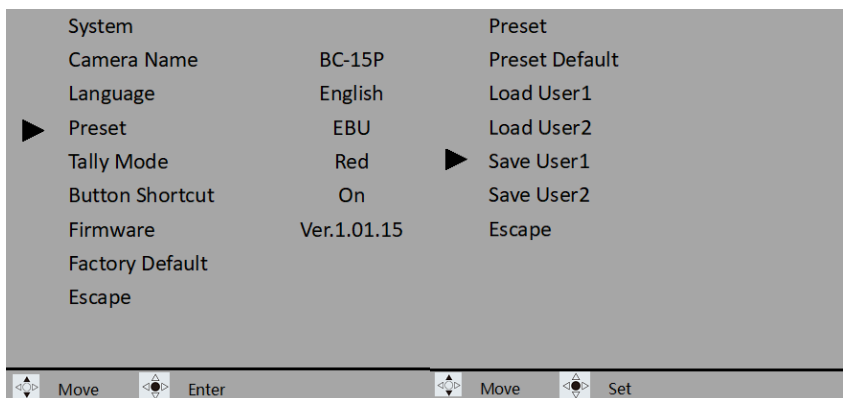 System
Camera Name BC-15P
Language English
Preset EBU
Tally Mode Red
Button Shortcut On
Firmware Ver.1.01.15
Factory Default
Escape
Move Enter
Preset
Preset Default
Load User1
Load User2
Save User1
Save User2
Escape
Move Set